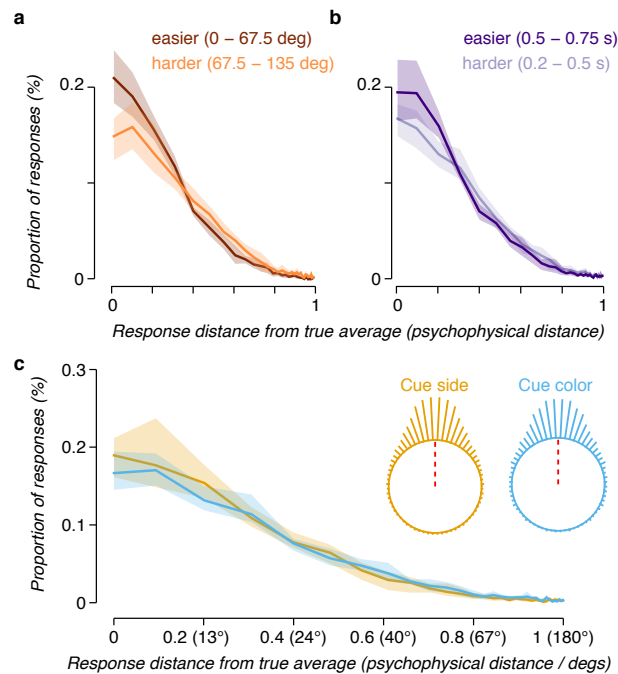 a
easier (0 – 67.5 deg)
harder (67.5 – 135 deg)
0.2
0
0
1
Proportion of responses (%)
b
easier (0.5 – 0.75 s)
harder (0.2 – 0.5 s)
0.2
0
0
1
Response distance from true average (psychophysical distance)
c
0.3
0.2
0.1
0
Proportion of responses (%)
Cue side
Cue color
0
0.2 (13°)
0.4 (24°)
0.6 (40°)
0.8 (67°)
1 (180°)
Response distance from true average (psychophysical distance / degs)